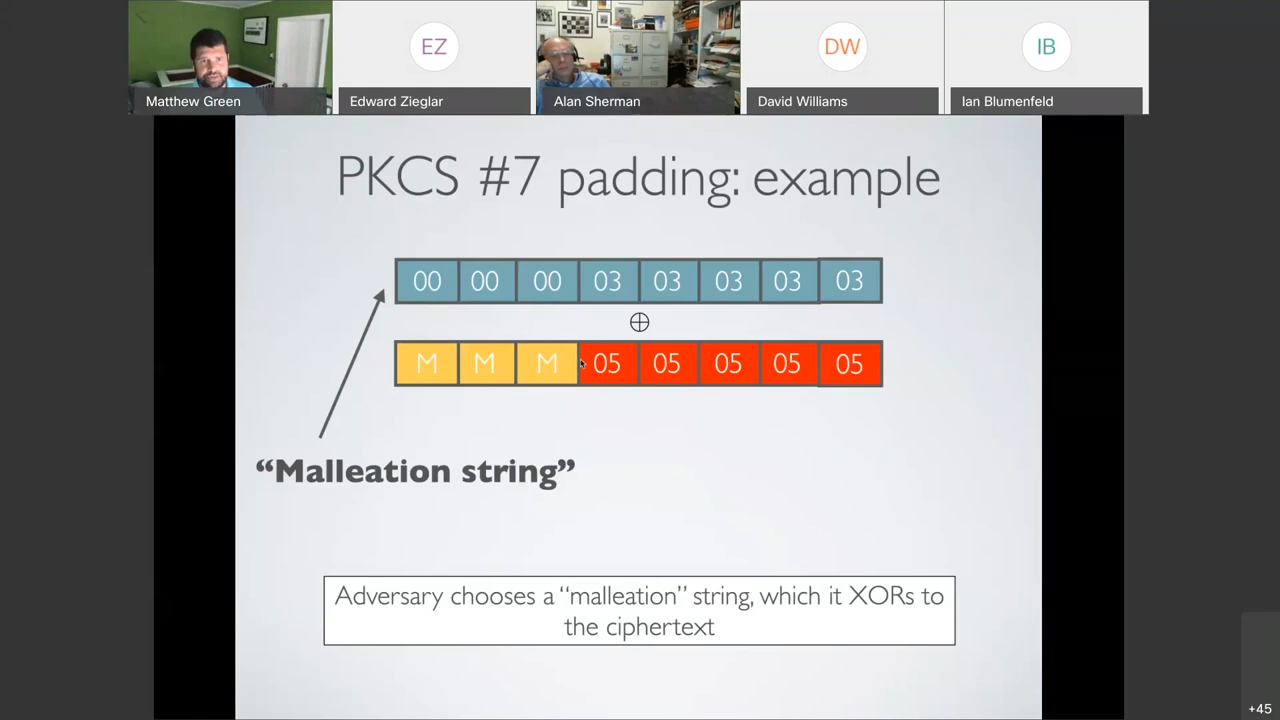 EZ
DW
IB
Matthew Green
Edward Zieglar
Alan Sherman
David Williams
Ian Blumenfeld
PKCS #7 padding: example
00 00 00 03 03 03 03 03
⊕
M M M 05 05 05 05 05
“Malleation string”
Adversary chooses a “malleation” string, which it XORs to
the ciphertext
+45